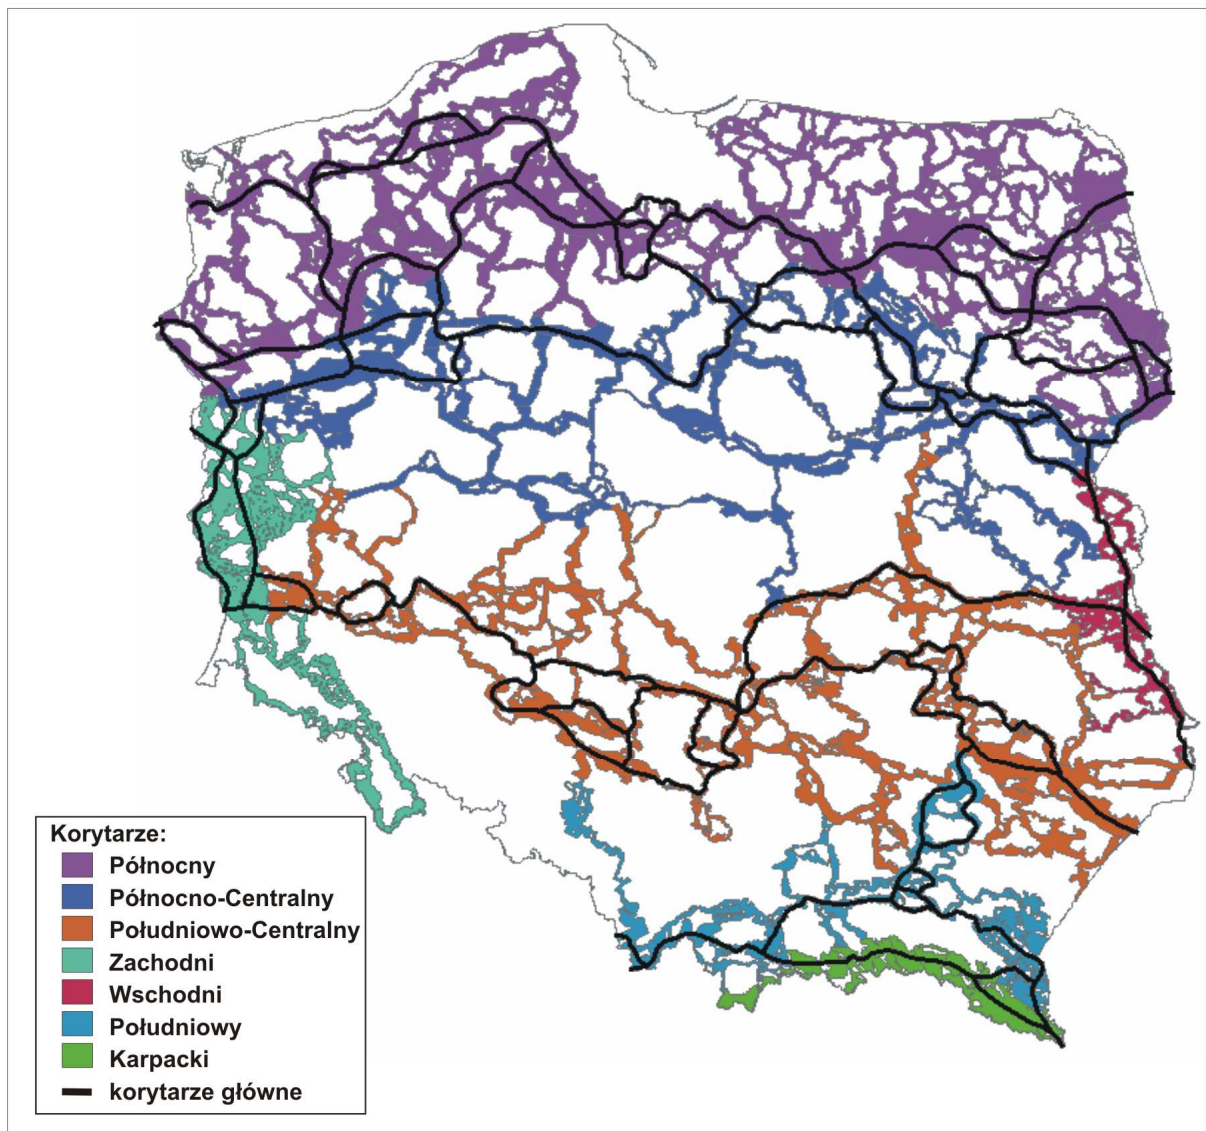 Korytarze:
Północny
Północno-Centralny
Południowo-Centralny
Zachodni
Wschodni
Południowy
Karpacki
korytarze główne